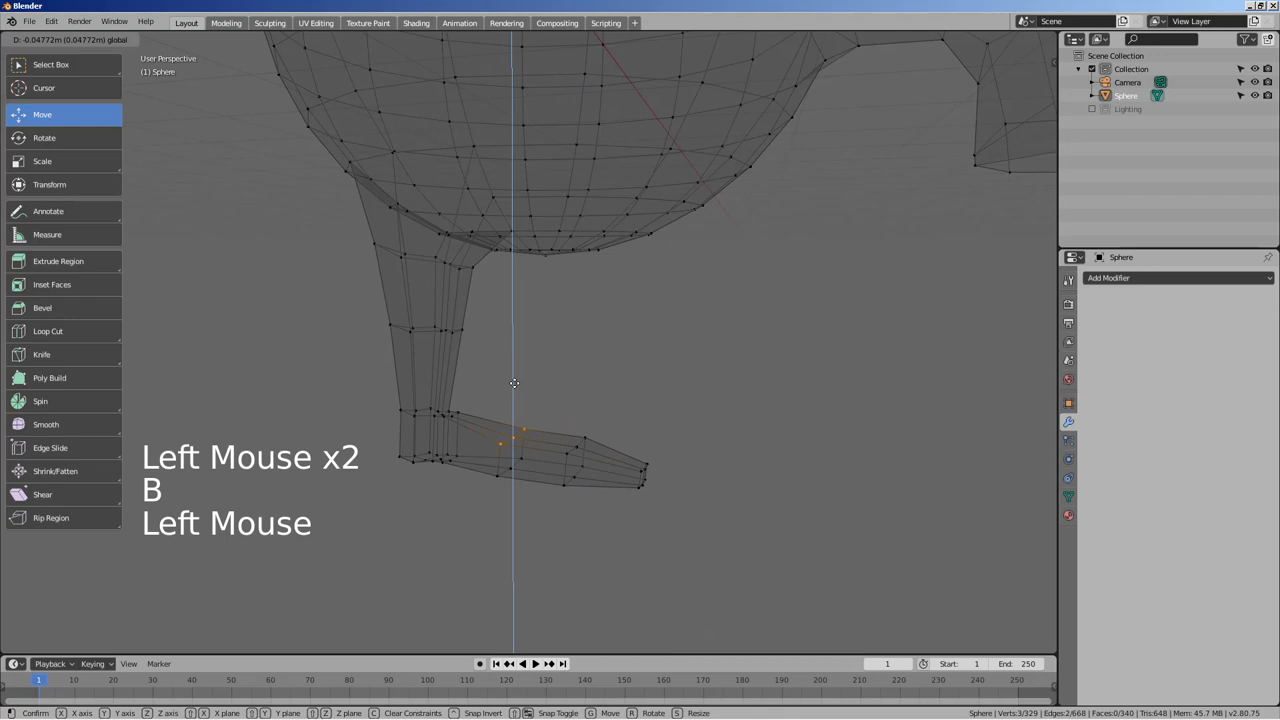 Blender
File Edit Render Window Help
Layout Modeling Sculpting UV Editing Texture Paint Shading Animation Rendering Compositing Scripting +
Scene
View Layer
D: -0.04772m (0.04772m) global
Select Box
Cursor
Move
Rotate
Scale
Transform
Annotate
Measure
Extrude Region
Inset Faces
Bevel
Loop Cut
Knife
Poly Build
Spin
Smooth
Edge Slide
Shrink/Fatten
Shear
Rip Region
User Perspective
(1) Sphere
Left Mouse x2
B
Left Mouse
Scene Collection
Collection
Camera
Sphere
Lighting
Sphere
Add Modifier
Playback Keying View Marker
1 Start: 1 End: 250
1 10 20 30 40 50 60 70 80 90 100 110 120 130 140 150 160 170 180 190 200 210 220 230 240 250
Confirm X X axis Y Y axis Z Z axis X X plane Y Y plane Z Z plane C Clear Constraints Snap Invert Snap Toggle G Move R Rotate S Resize
Sphere | Verts:3/329 | Edges:2/668 | Faces:0/340 | Tris:648 | Mem: 45.7 MB | v2.80.75